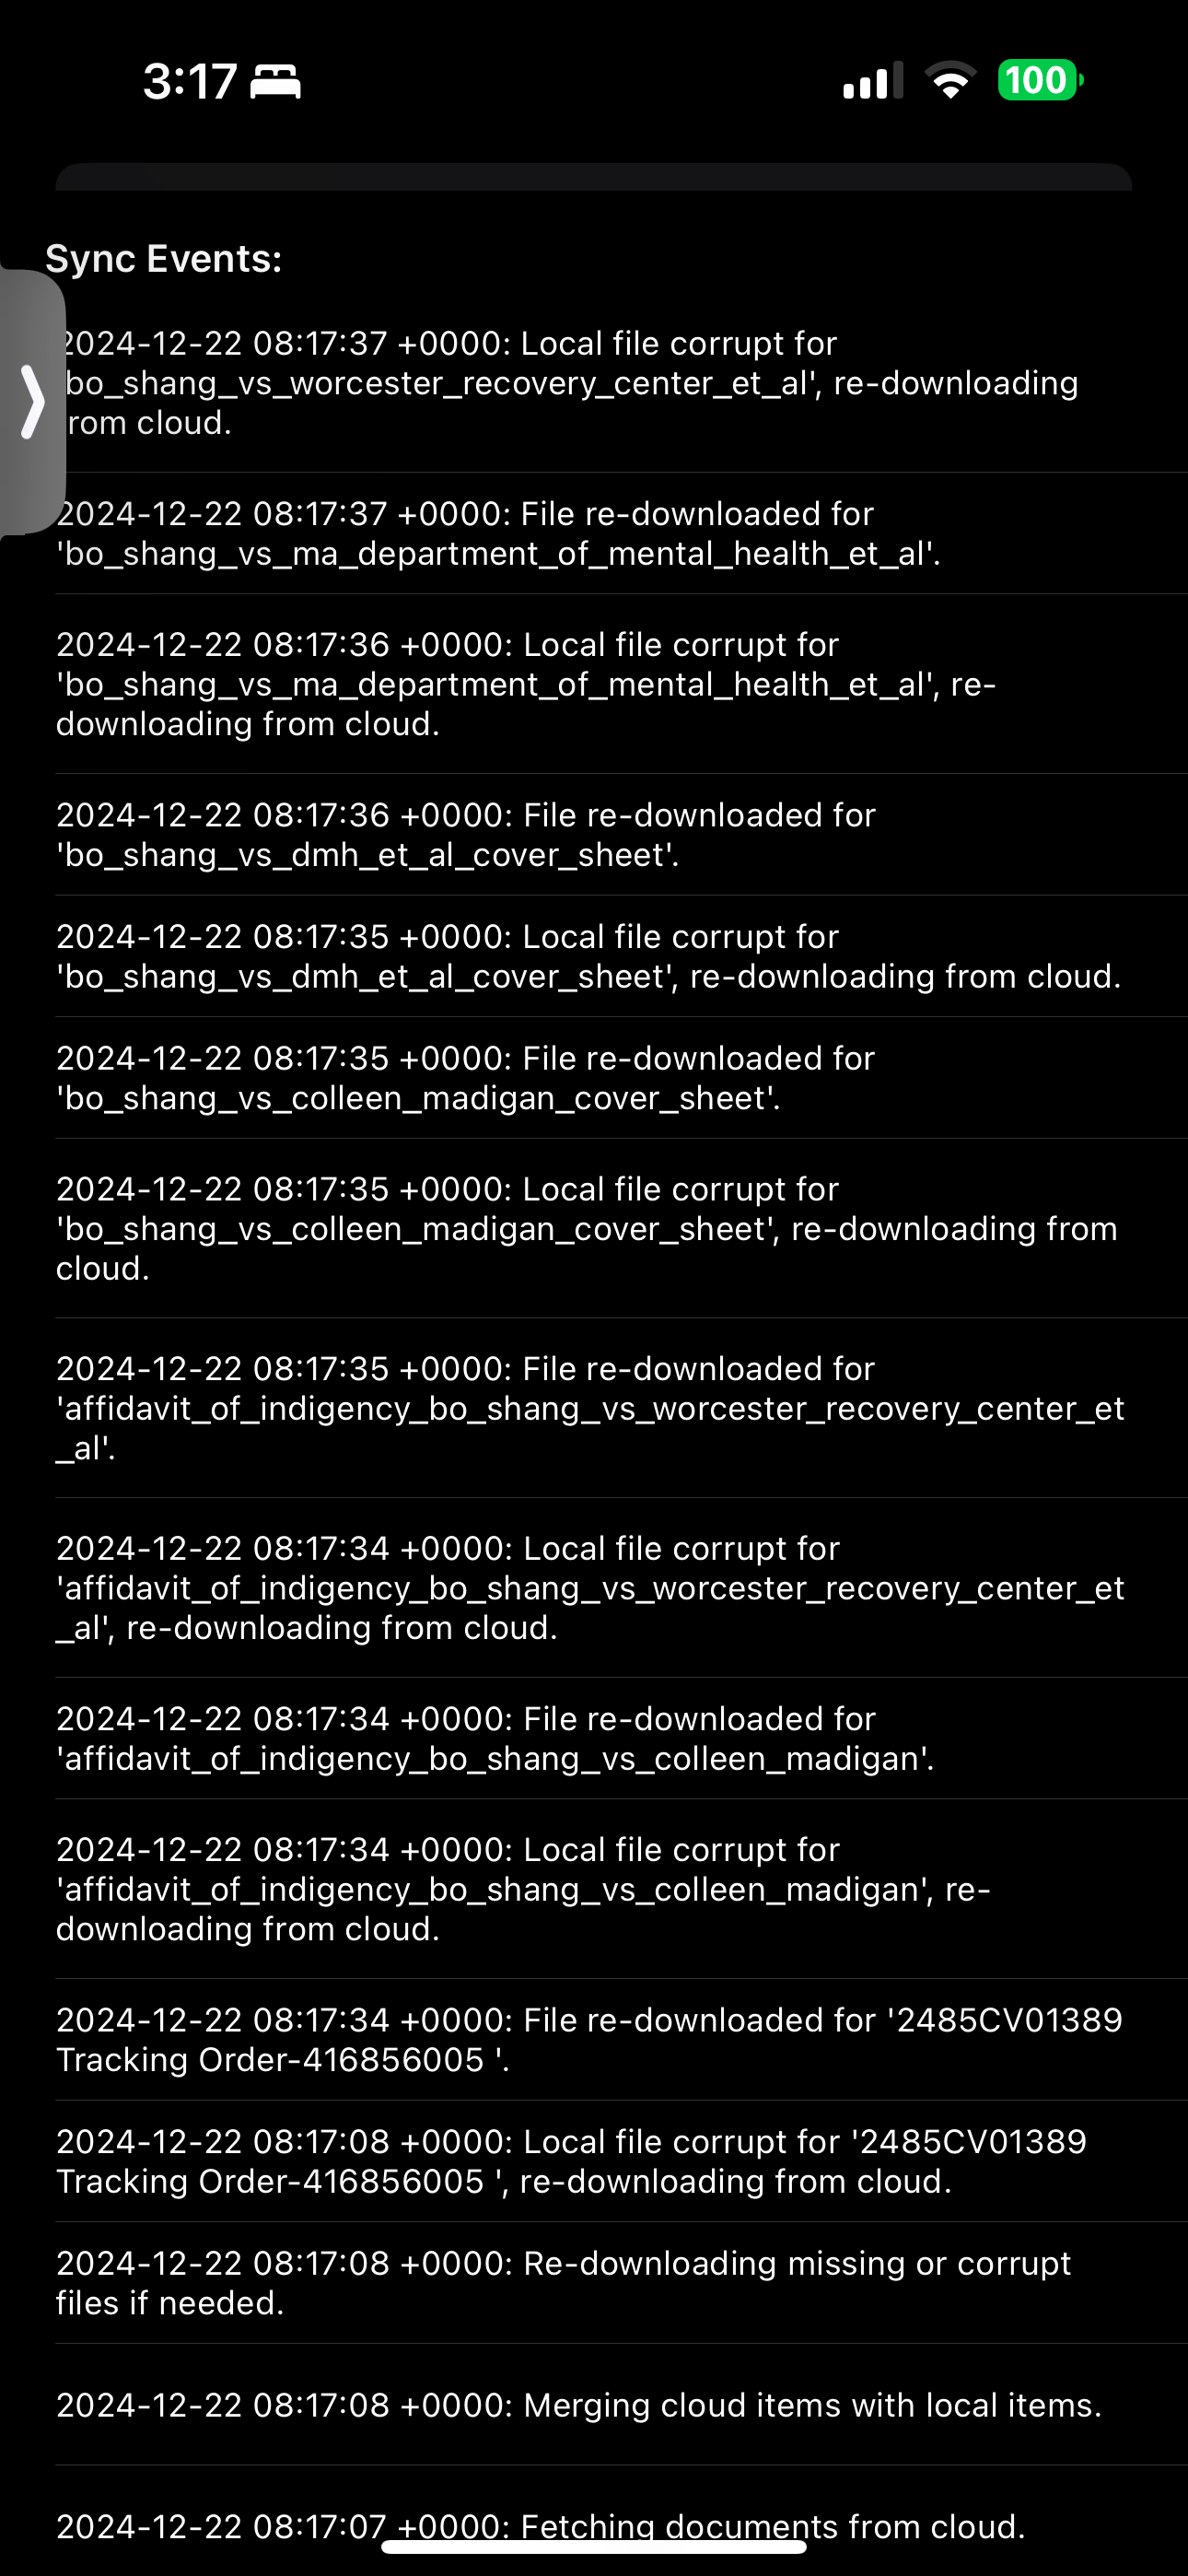 3:17
100
Sync Events:
2024-12-22 08:17:37 +0000: Local file corrupt for
bo_shang_vs_worcester_recovery_center_et_al', re-downloading
rom cloud.
2024-12-22 08:17:37 +0000: File re-downloaded for
'bo_shang_vs_ma_department_of_mental_health_et_al'.
2024-12-22 08:17:36 +0000: Local file corrupt for
'bo_shang_vs_ma_department_of_mental_health_et_al', re-
downloading from cloud.
2024-12-22 08:17:36 +0000: File re-downloaded for
'bo_shang_vs_dmh_et_al_cover_sheet'.
2024-12-22 08:17:35 +0000: Local file corrupt for
'bo_shang_vs_dmh_et_al_cover_sheet', re-downloading from cloud.
2024-12-22 08:17:35 +0000: File re-downloaded for
'bo_shang_vs_colleen_madigan_cover_sheet'.
2024-12-22 08:17:35 +0000: Local file corrupt for
'bo_shang_vs_colleen_madigan_cover_sheet', re-downloading from
cloud.
2024-12-22 08:17:35 +0000: File re-downloaded for
'affidavit_of_indigency_bo_shang_vs_worcester_recovery_center_et
_al'.
2024-12-22 08:17:34 +0000: Local file corrupt for
'affidavit_of_indigency_bo_shang_vs_worcester_recovery_center_et
_al', re-downloading from cloud.
2024-12-22 08:17:34 +0000: File re-downloaded for
'affidavit_of_indigency_bo_shang_vs_colleen_madigan'.
2024-12-22 08:17:34 +0000: Local file corrupt for
'affidavit_of_indigency_bo_shang_vs_colleen_madigan', re-
downloading from cloud.
2024-12-22 08:17:34 +0000: File re-downloaded for '2485CV01389
Tracking Order-416856005 '.
2024-12-22 08:17:08 +0000: Local file corrupt for '2485CV01389
Tracking Order-416856005 ', re-downloading from cloud.
2024-12-22 08:17:08 +0000: Re-downloading missing or corrupt
files if needed.
2024-12-22 08:17:08 +0000: Merging cloud items with local items.
2024-12-22 08:17:07 +0000: Fetching documents from cloud.